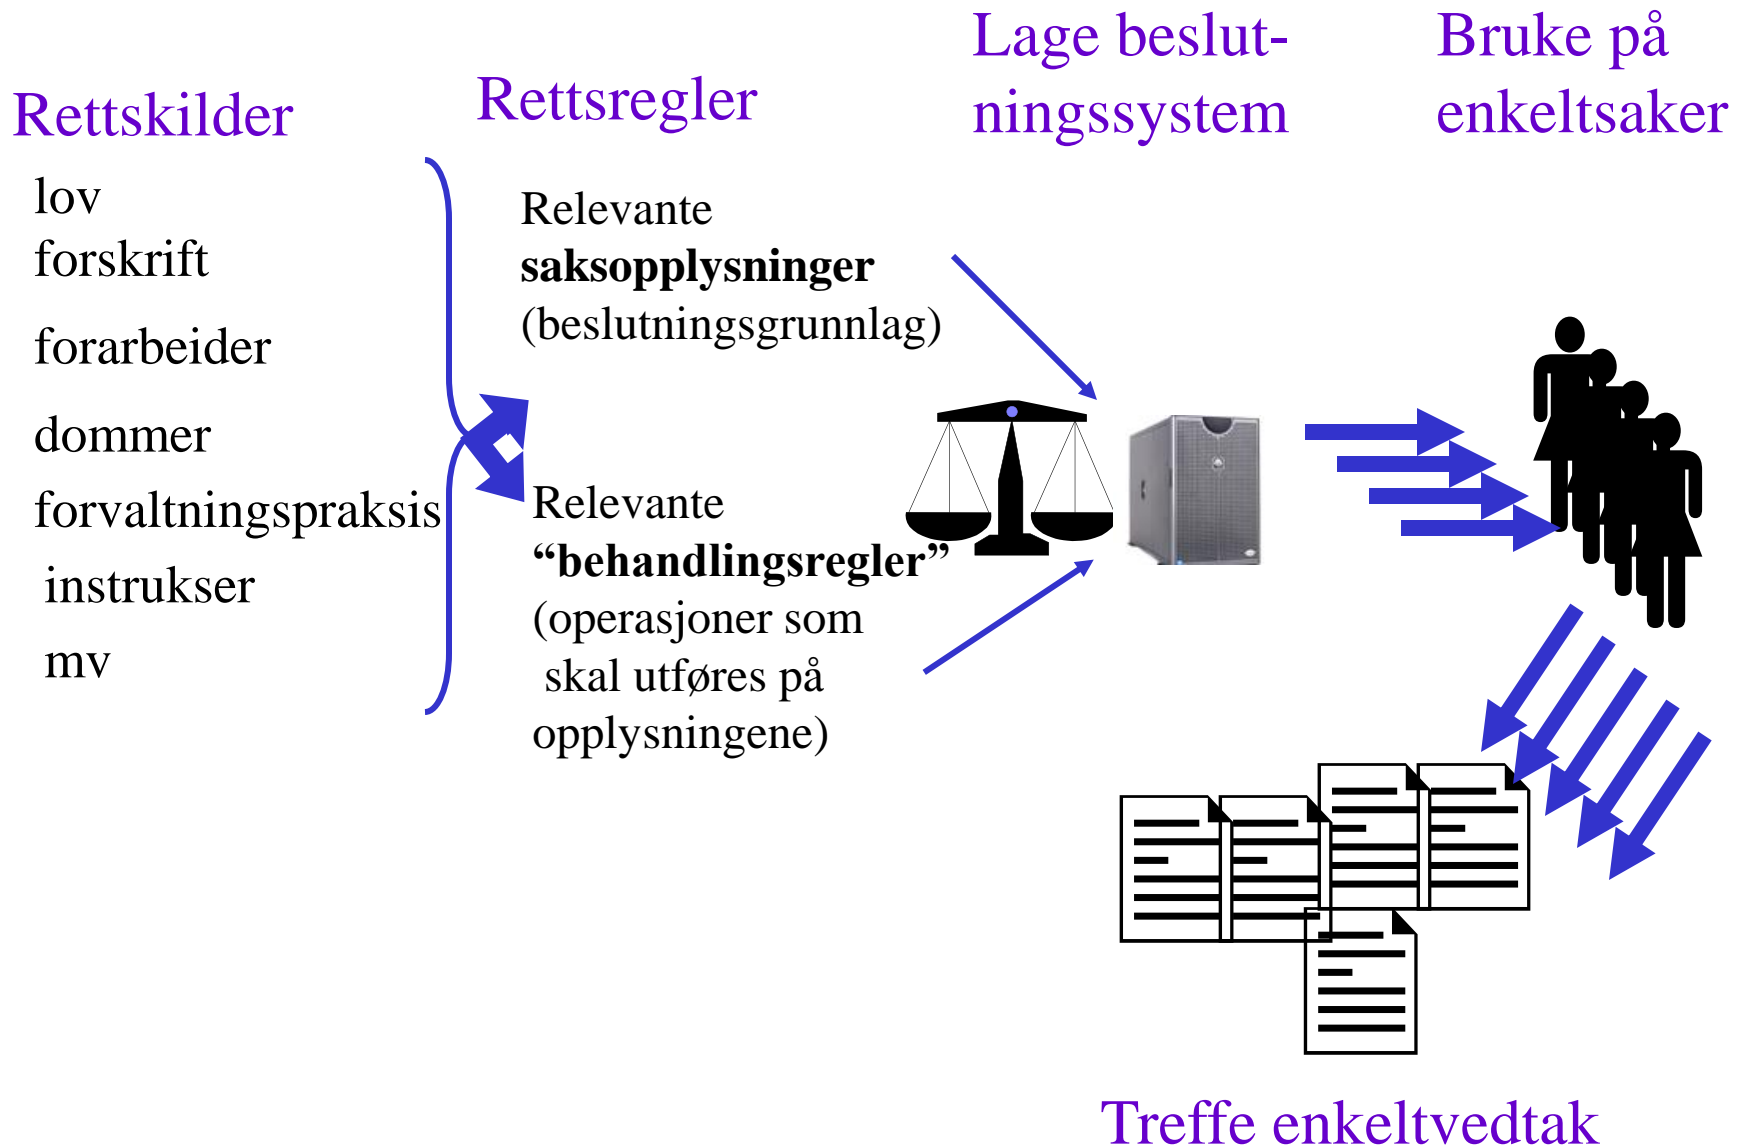 Rettskilder
lov
forskrift
forarbeider
dommer
forvaltningspraksis
instrukser
mv
Rettsregler
Relevante
saksopplysninger
(beslutningsgrunnlag)
Relevante
“behandlingsregler”
(operasjoner som
skal utføres på
opplysningene)
Lage beslut-
ningssystem
Bruke på
enkeltsaker
Treffe enkeltvedtak